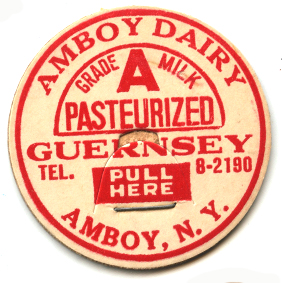 AMBOY DAIRY
GRADE A MILK
PASTEURIZED
GUERNSEY
TEL. 8-2190
PULL
HERE
AMBOY, N. Y.